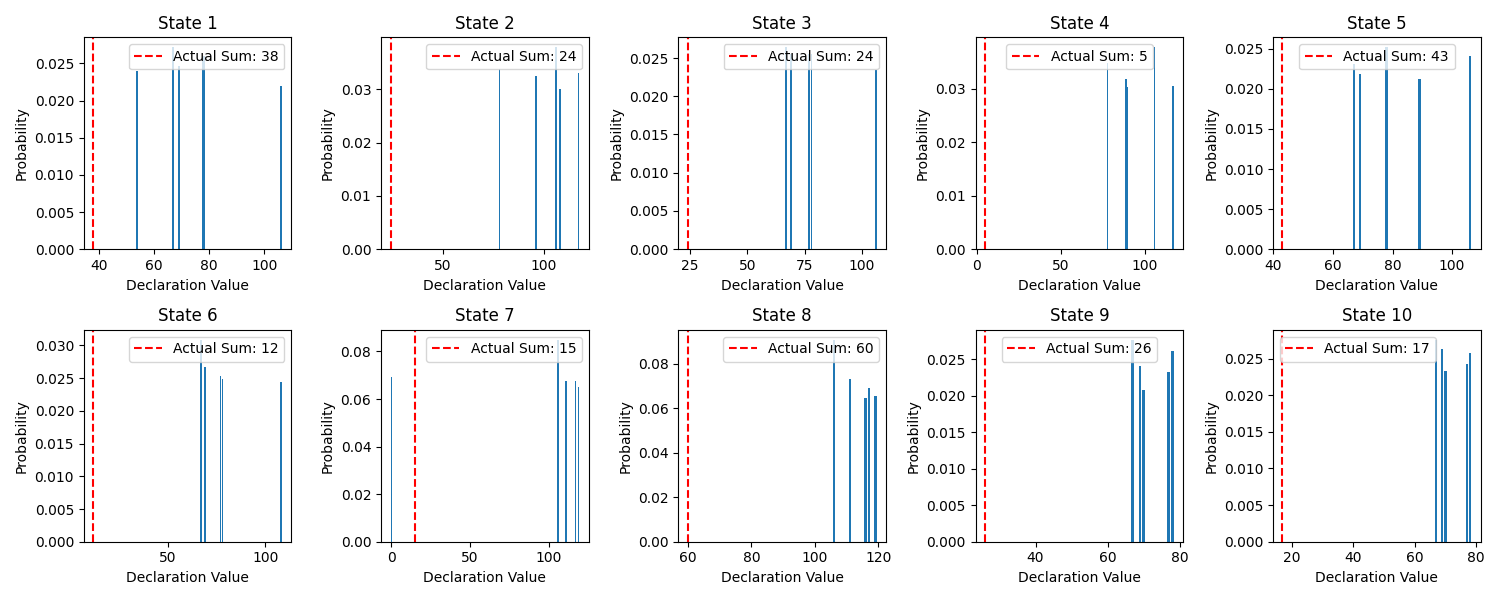 State 1
State 2
State 3
State 4
State 5
Actual Sum: 38
Actual Sum: 24
Actual Sum: 24
Actual Sum: 5
Actual Sum: 43
Probability
0.025
0.020
0.015
0.010
0.005
0.000
40 60 80 100
Declaration Value
Probability
0.03
0.02
0.01
0.00
50 100
Declaration Value
Probability
0.025
0.020
0.015
0.010
0.005
0.000
25 50 75 100
Declaration Value
Probability
0.03
0.02
0.01
0.00
0 50 100
Declaration Value
Probability
0.025
0.020
0.015
0.010
0.005
0.000
40 60 80 100
Declaration Value
State 6
State 7
State 8
State 9
State 10
Actual Sum: 12
Actual Sum: 15
Actual Sum: 60
Actual Sum: 26
Actual Sum: 17
Probability
0.030
0.025
0.020
0.015
0.010
0.005
0.000
50 100
Declaration Value
Probability
0.08
0.06
0.04
0.02
0.00
0 50 100
Declaration Value
Probability
0.08
0.06
0.04
0.02
0.00
60 80 100 120
Declaration Value
Probability
0.025
0.020
0.015
0.010
0.005
0.000
40 60 80
Declaration Value
Probability
0.025
0.020
0.015
0.010
0.005
0.000
20 40 60 80
Declaration Value